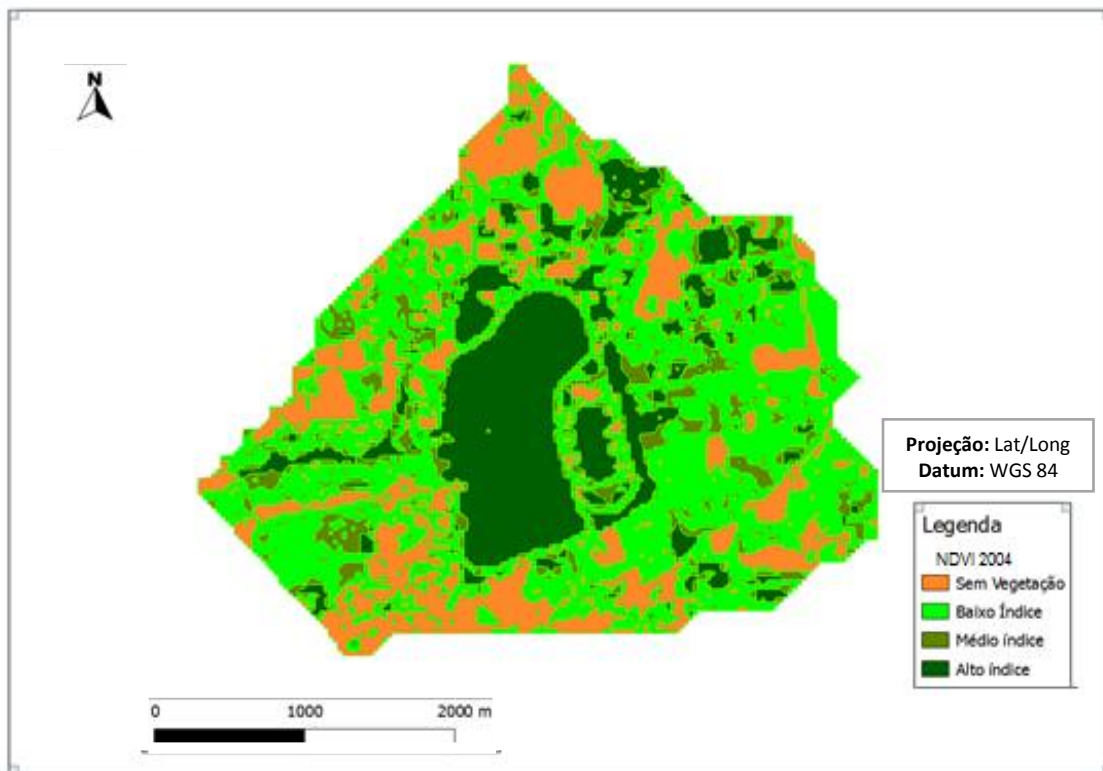 N
Projeção: Lat/Long
Datum: WGS 84
Legenda
NDVI 2004
Sem Vegetação
Baixo Índice
Médio índice
Alto índice
0 1000 2000 m